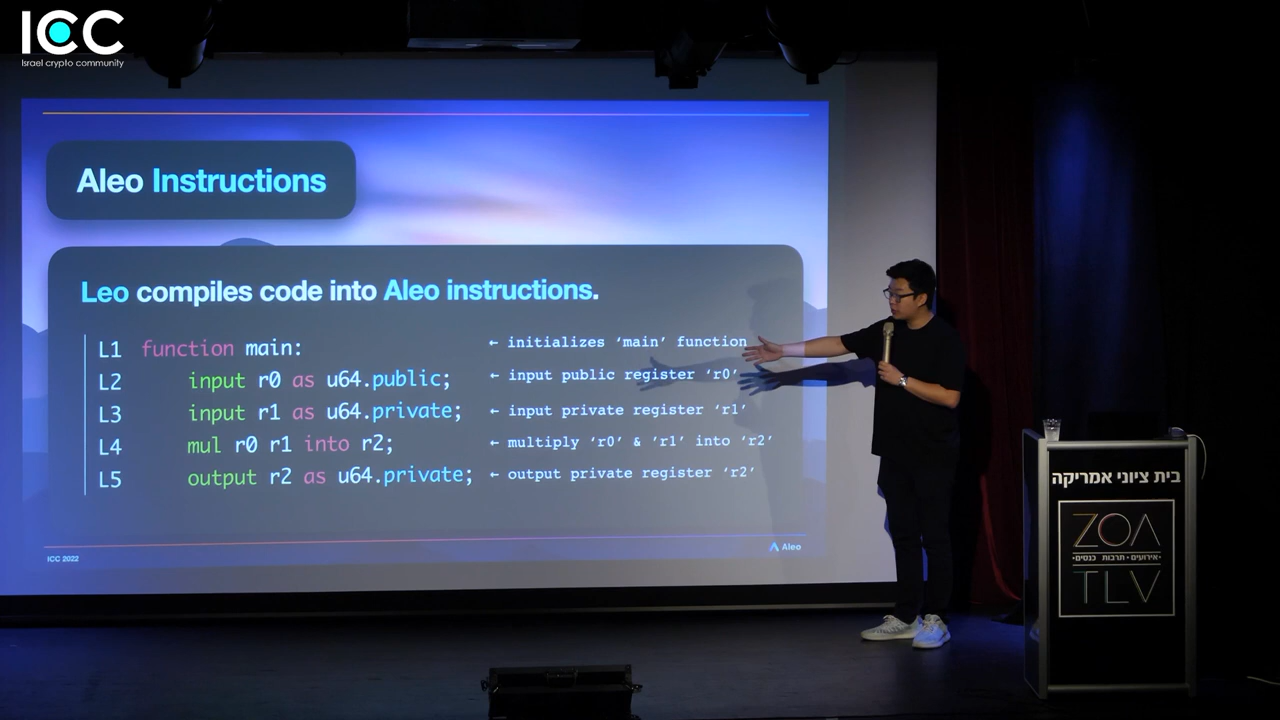 ICC
Israel crypto community
Aleo Instructions
Leo compiles code into Aleo instructions.
L1 function main: ← initializes ‘main’ function
L2 input r0 as u64.public; ← input public register ‘r0’
L3 input r1 as u64.private; ← input private register ‘r1’
L4 mul r0 r1 into r2; ← multiply ‘r0’ & ‘r1’ into ‘r2’
L5 output r2 as u64.private; ← output private register ‘r2’
ICC 2022
Aleo
בית ציוני אמריקה
ZOA
•אירועים • תרבות כנסים•
TLV